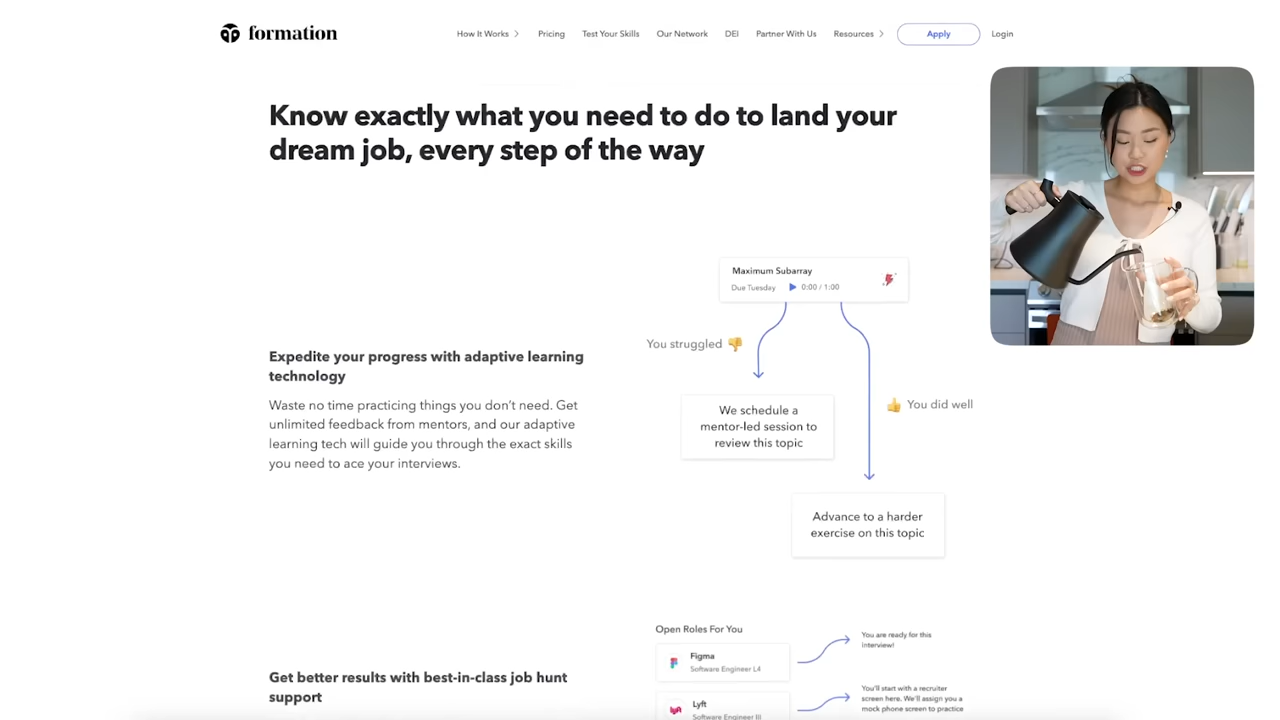 formation
How It Works
Pricing
Test Your Skills
Our Network
DEI
Partner With Us
Resources
Apply
Login
Know exactly what you need to do to land your
dream job, every step of the way
Maximum Subarray
Due Tuesday
0:00 / 1:00
You struggled
You did well
Expedite your progress with adaptive learning
technology
Waste no time practicing things you don't need. Get
unlimited feedback from mentors, and our adaptive
learning tech will guide you through the exact skills
you need to ace your interviews.
We schedule a
mentor-led session to
review this topic
Advance to a harder
exercise on this topic
Get better results with best-in-class job hunt
support
Open Roles For You
Figma
Software Engineer L4
You are ready for this
interview!
Lyft
Software Engineer III
You'll start with a recruiter
screen here. We'll assign you a
mock phone screen to practice